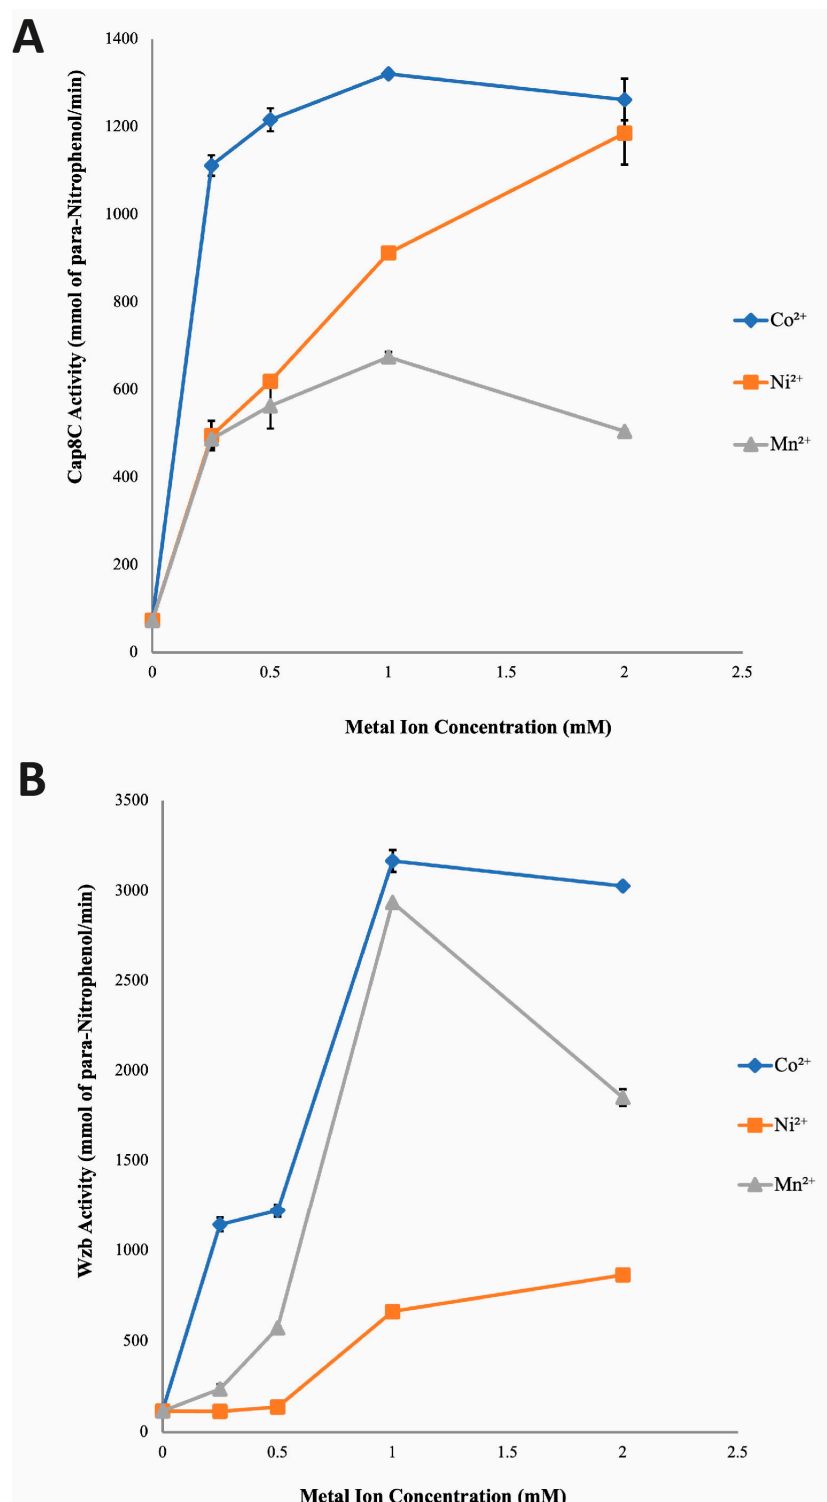 A
Cap8C Activity (mmol of para-Nitrophenol/min)
1400
1200
1000
800
600
400
200
0
0 0.5 1 1.5 2 2.5
Metal Ion Concentration (mM)
Co²⁺
Ni²⁺
Mn²⁺
B
Wzb Activity (mmol of para-Nitrophenol/min)
3500
3000
2500
2000
1500
1000
500
0
0 0.5 1 1.5 2 2.5
Metal Ion Concentration (mM)
Co²⁺
Ni²⁺
Mn²⁺